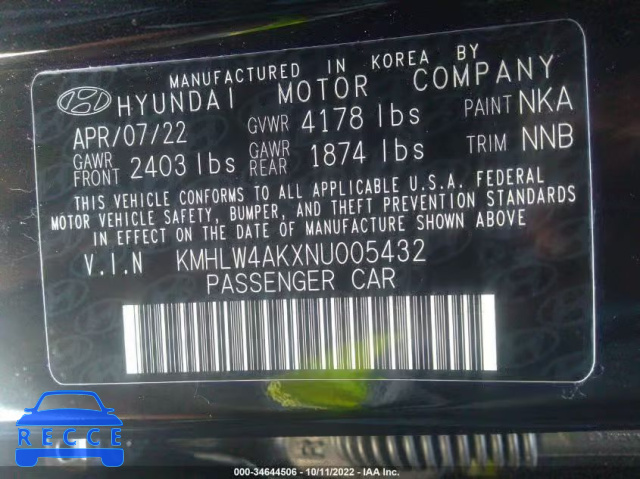 MANUFACTURED IN KOREA BY
HYUNDAI MOTOR COMPANY
APR/07/22 GVWR 4178 lbs PAINT NKA
GAWR FRONT 2403 lbs GAWR REAR 1874 lbs TRIM NNB
THIS VEHICLE CONFORMS TO ALL APPLICABLE U.S.A. FEDERAL
MOTOR VEHICLE SAFETY, BUMPER, AND THEFT PREVENTION STANDARDS
IN EFFECT ON THE DATE OF MANUFACTURE SHOWN ABOVE
V.I.N KMHLW4AKXNU005432
PASSENGER CAR
RECCE
000-34644506 - 10/11/2022 - IAA Inc.